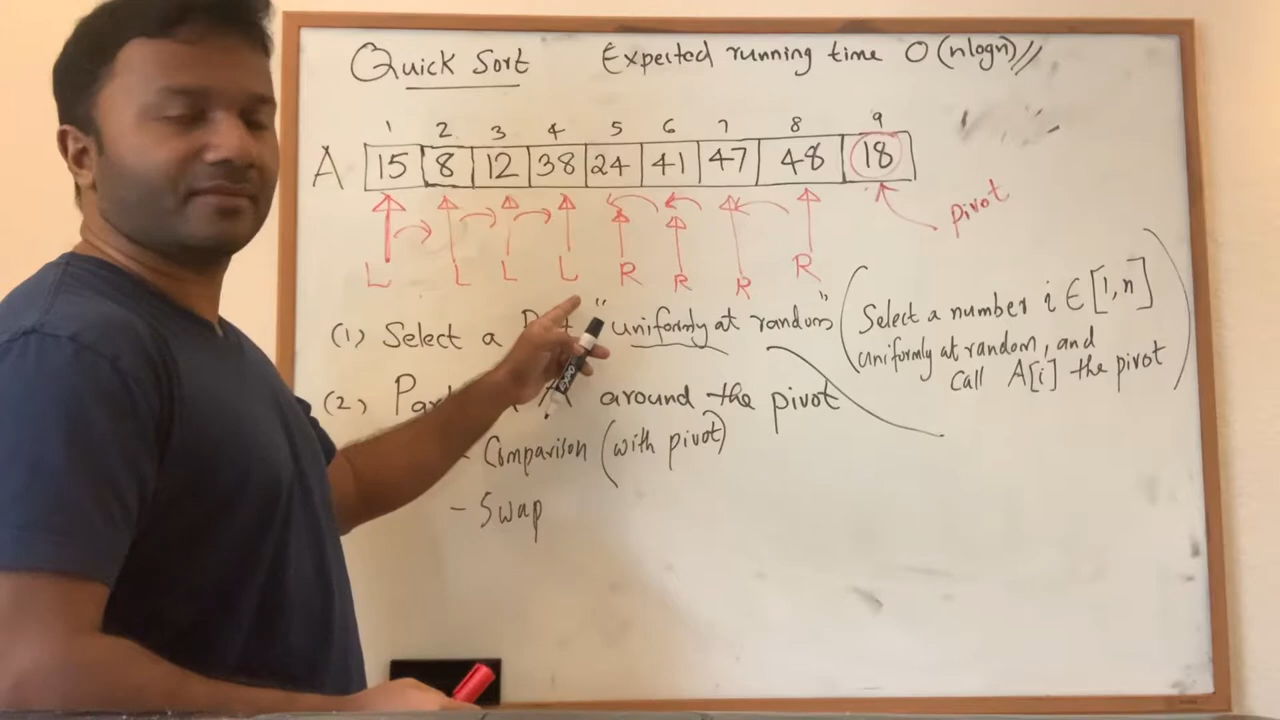 Quick Sort Expected running time O(nlogn)//
1 2 3 4 5 6 7 8 9
A 15 8 12 38 24 41 47 48 18
pivot
L L L L R R R R
(1) Select a "uniformly at random" (Select a number i ∈ [1,n]
uniformly at random, and
call A[i] the pivot)
(2) around the pivot
- Comparison (with pivot)
- Swap
EXPO